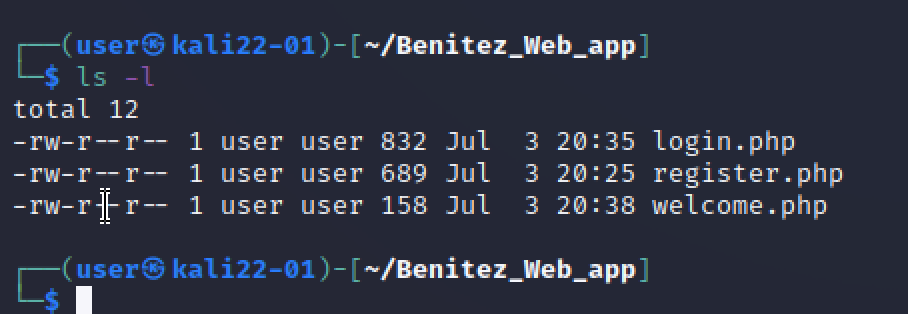 ┌──(user㉿kali22-01)-[~/Benitez_Web_app]
└─$ ls -l
total 12
-rw-r--r-- 1 user user 832 Jul  3 20:35 login.php
-rw-r--r-- 1 user user 689 Jul  3 20:25 register.php
-rw-r--r-- 1 user user 158 Jul  3 20:38 welcome.php
┌──(user㉿kali22-01)-[~/Benitez_Web_app]
└─$